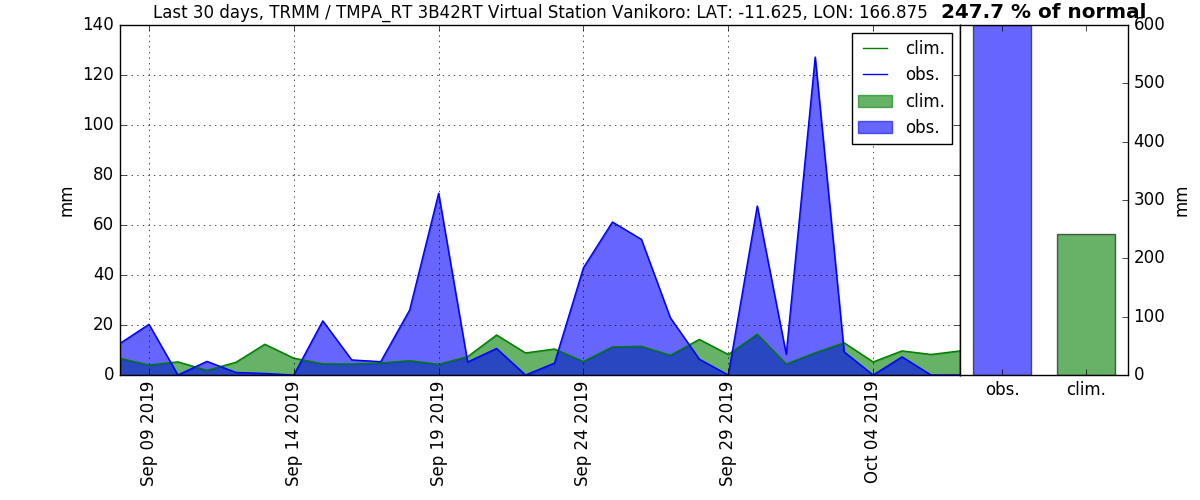 Last 30 days, TRMM / TMPA_RT 3B42RT Virtual Station Vanikoro: LAT: -11.625, LON: 166.875 247.7 % of normal
140
120
100
80
60
40
20
0
mm
clim.
obs.
clim.
obs.
600
500
400
300
200
100
0
mm
Sep 09 2019
Sep 14 2019
Sep 19 2019
Sep 24 2019
Sep 29 2019
Oct 04 2019
obs.
clim.